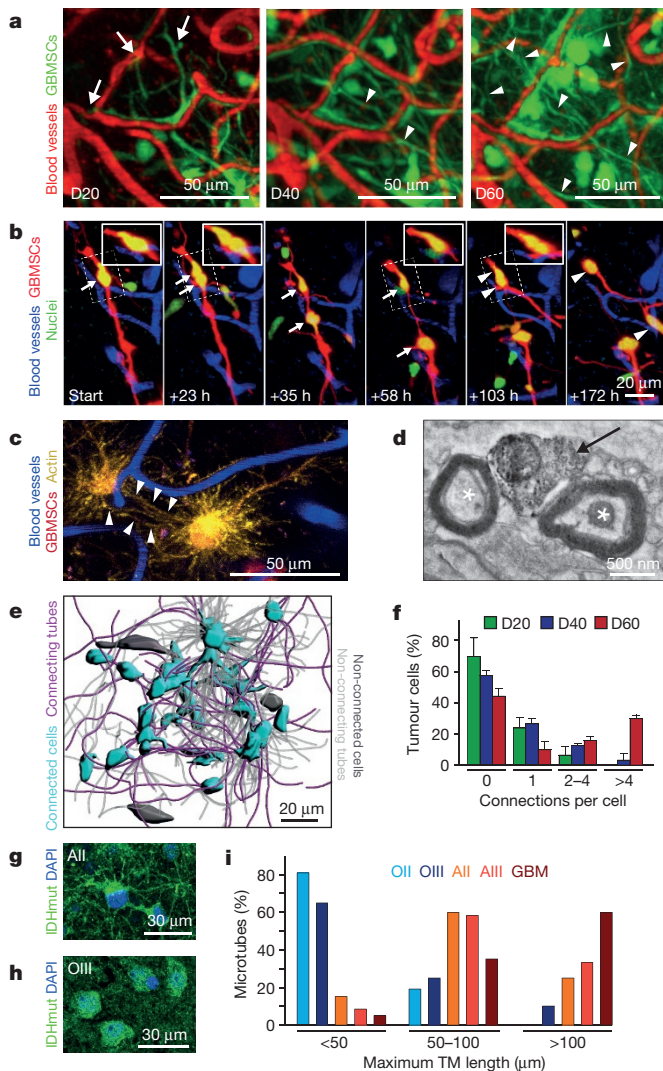 a
Blood vessels GBMSCs
D20
50 μm
D40
50 μm
D60
50 μm
b
Blood vessels GBMSCs
Nuclei
Start
+23 h
+35 h
+58 h
+103 h
+172 h
20 μm
c
Blood vessels Actin
GBMSCs
50 μm
d
*
*
500 nm
e
Connected cells Connecting tubes
Non-connecting tubes
Non-connected cells
20 μm
f
D20 D40 D60
Tumour cells (%)
80
60
40
20
0
0 1 2–4 >4
Connections per cell
g
IDHmut DAPI
AII
30 μm
h
IDHmut DAPI
OIII
30 μm
i
OII OIII AII AIII GBM
Microtubes (%)
80
60
40
20
0
<50 50–100 >100
Maximum TM length (μm)